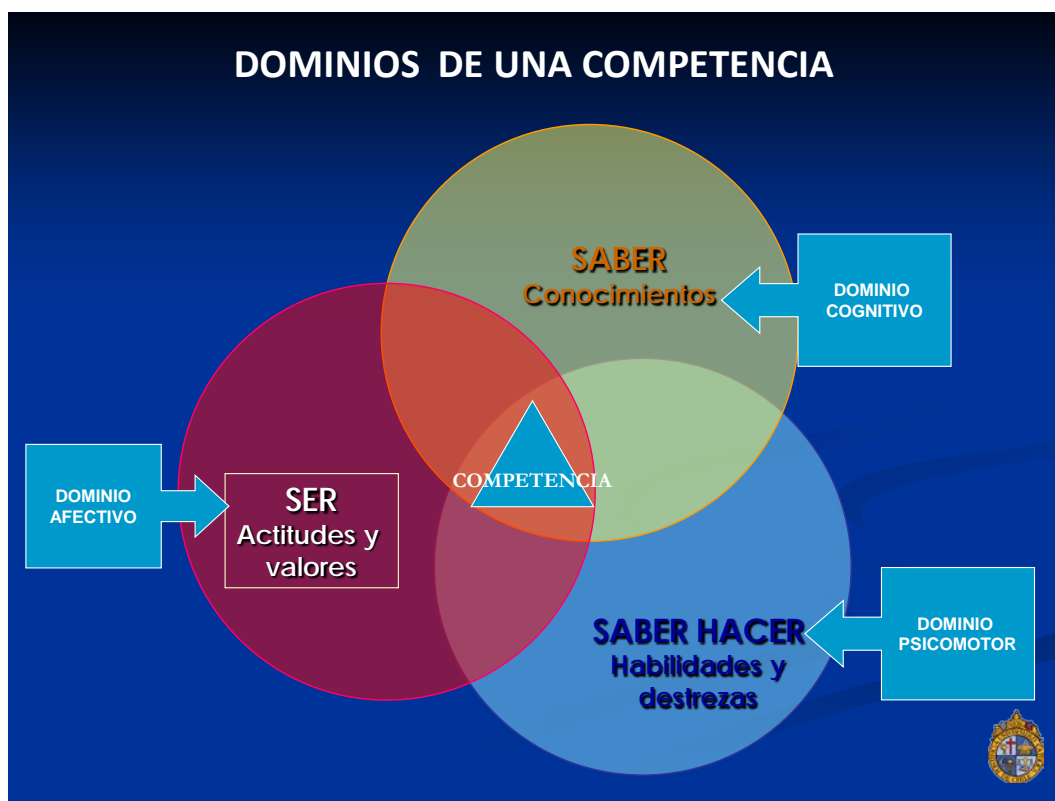 DOMINIOS DE UNA COMPETENCIA
SABER
Conocimientos
DOMINIO
COGNITIVO
COMPETENCIA
DOMINIO
AFECTIVO
SER
Actitudes y
valores
SABER HACER
Habilidades y
destrezas
DOMINIO
PSICOMOTOR